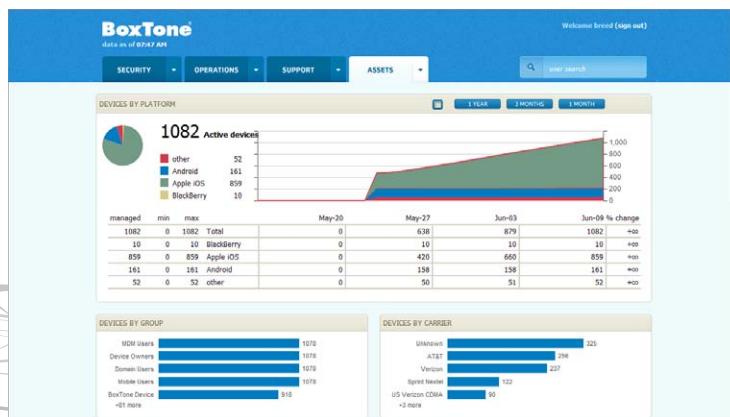 BoxTone
Welcome breed (sign out)
data as of 07:47 AM
SECURITY OPERATIONS SUPPORT ASSETS user search
DEVICES BY PLATFORM 1 YEAR 3 MONTHS 1 MONTH
1082 Active devices
other 52
Android 161
Apple iOS 859
BlackBerry 10
1,000
800
600
400
200
0
managed min max May-20 May-27 Jun-03 Jun-09 % change
1082 0 1082 Total 0 638 879 1082 +∞
10 0 10 BlackBerry 0 10 10 10 +∞
859 0 859 Apple iOS 0 420 660 859 +∞
161 0 161 Android 0 158 158 161 +∞
52 0 52 other 0 50 51 52 +∞
DEVICES BY GROUP
MDM Users 1078
Device Owners 1078
Domain Users 1078
Mobile Users 1078
BoxTone Device 918
+81 more
DEVICES BY CARRIER
Unknown 325
AT&T 256
Verizon 237
Sprint Nextel 122
US Verizon CDMA 90
+3 more